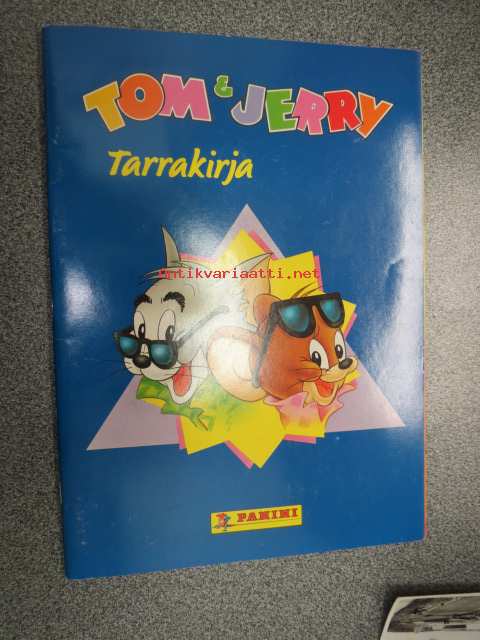 TOM & JERRY
Tarrakirja
Antikvariaatti.net
PANINI